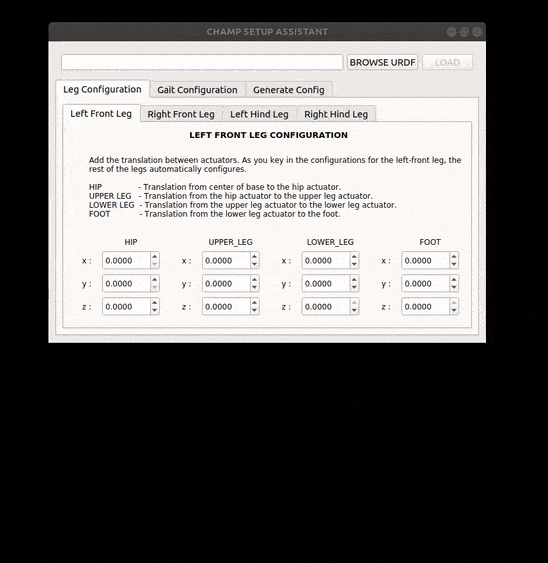 CHAMP SETUP ASSISTANT
BROWSE URDF LOAD
Leg Configuration Gait Configuration Generate Config
Left Front Leg Right Front Leg Left Hind Leg Right Hind Leg
LEFT FRONT LEG CONFIGURATION
Add the translation between actuators. As you key in the configurations for the left-front leg, the
rest of the legs automatically configures.
HIP - Translation from center of base to the hip actuator.
UPPER LEG - Translation from the hip actuator to the upper leg actuator.
LOWER LEG - Translation from the upper leg actuator to the lower leg actuator.
FOOT - Translation from the lower leg actuator to the foot.
HIP UPPER_LEG LOWER_LEG FOOT
x : 0.0000 x : 0.0000 x : 0.0000 x : 0.0000
y : 0.0000 y : 0.0000 y : 0.0000 y : 0.0000
z : 0.0000 z : 0.0000 z : 0.0000 z : 0.0000